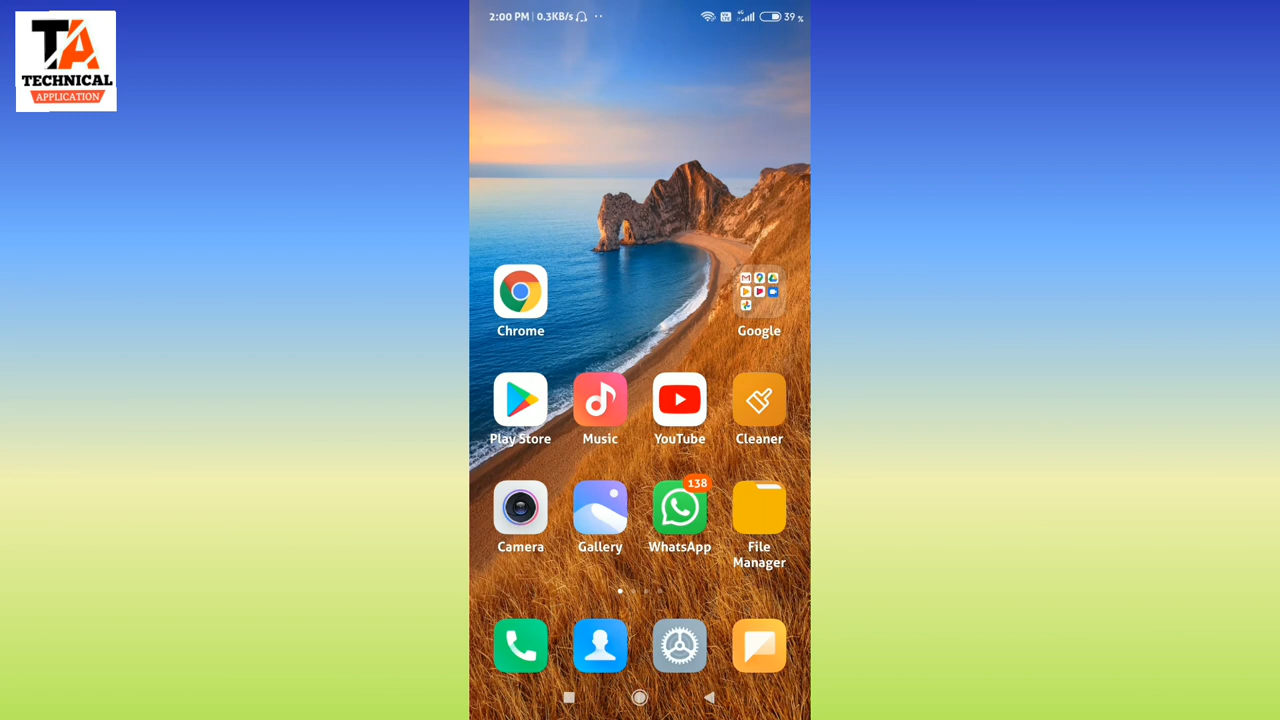 TA
TECHNICAL
APPLICATION
2:00 PM 0.3KB/s
4G
39 %
Chrome
Google
Play Store
Music
YouTube
Cleaner
138
Camera
Gallery
WhatsApp
File
Manager